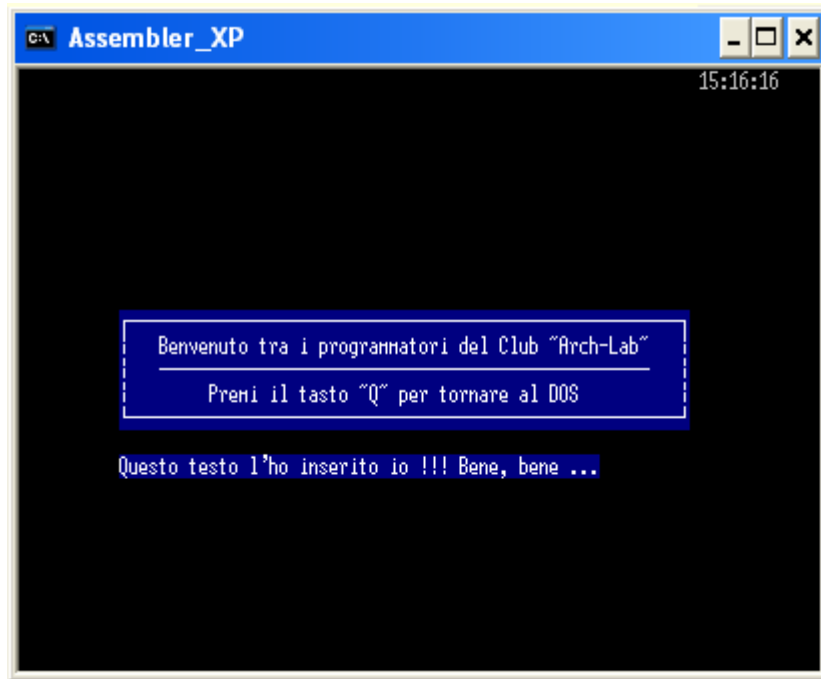 C:\ Assembler_XP
15:16:16
Benvenuto tra i programmatori del Club "Arch-Lab"
Premi il tasto "Q" per tornare al DOS
Questo testo l'ho inserito io !!! Bene, bene ...